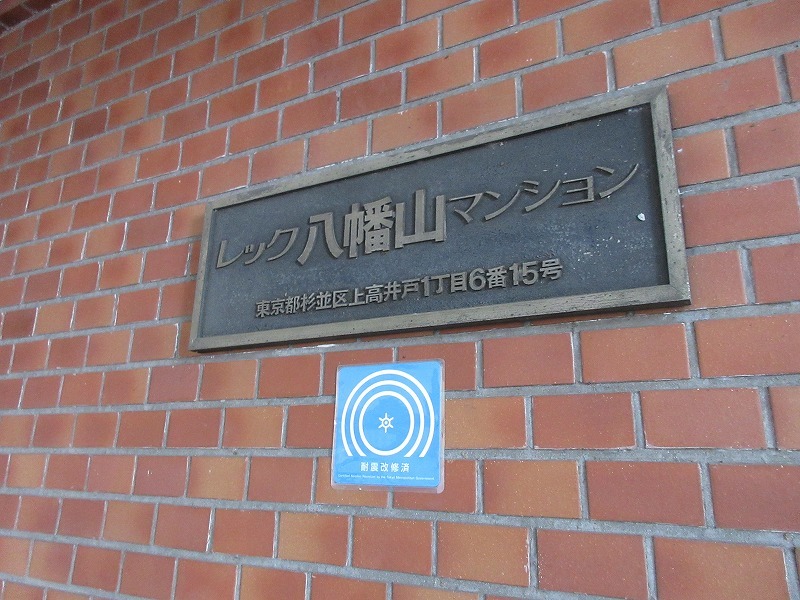 レック八幡山マンション
東京都杉並区上高井戸1丁目6番15号
耐震改修済